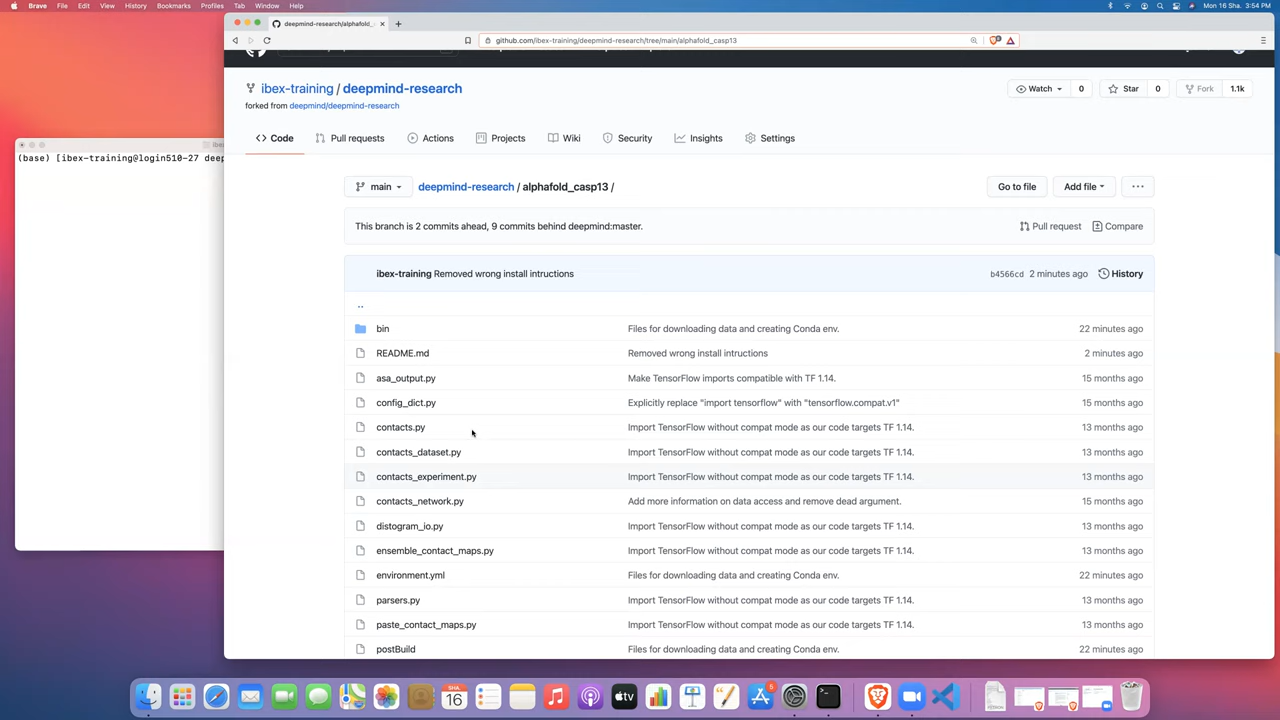 Brave File Edit View History Bookmarks Profiles Tab Window Help
Mon 16 Sha. 3:54 PM
deepmind-research/alphafold_
github.com/ibex-training/deepmind-research/tree/main/alphafold_casp13
(base) [ibex-training@login510-27 deep
ibex-training / deepmind-research
forked from deepmind/deepmind-research
Watch 0 Star 0 Fork 1.1k
Code Pull requests Actions Projects Wiki Security Insights Settings
main deepmind-research / alphafold_casp13 / Go to file Add file
This branch is 2 commits ahead, 9 commits behind deepmind:master. Pull request Compare
ibex-training Removed wrong install intructions b4566cd 2 minutes ago History
..
bin Files for downloading data and creating Conda env. 22 minutes ago
README.md Removed wrong install intructions 2 minutes ago
asa_output.py Make TensorFlow imports compatible with TF 1.14. 15 months ago
config_dict.py Explicitly replace "import tensorflow" with "tensorflow.compat.v1" 15 months ago
contacts.py Import TensorFlow without compat mode as our code targets TF 1.14. 13 months ago
contacts_dataset.py Import TensorFlow without compat mode as our code targets TF 1.14. 13 months ago
contacts_experiment.py Import TensorFlow without compat mode as our code targets TF 1.14. 13 months ago
contacts_network.py Add more information on data access and remove dead argument. 15 months ago
distogram_io.py Import TensorFlow without compat mode as our code targets TF 1.14. 13 months ago
ensemble_contact_maps.py Import TensorFlow without compat mode as our code targets TF 1.14. 13 months ago
environment.yml Files for downloading data and creating Conda env. 22 minutes ago
parsers.py Import TensorFlow without compat mode as our code targets TF 1.14. 13 months ago
paste_contact_maps.py Import TensorFlow without compat mode as our code targets TF 1.14. 13 months ago
postBuild Files for downloading data and creating Conda env. 22 minutes ago
SHA.
16
tv
5